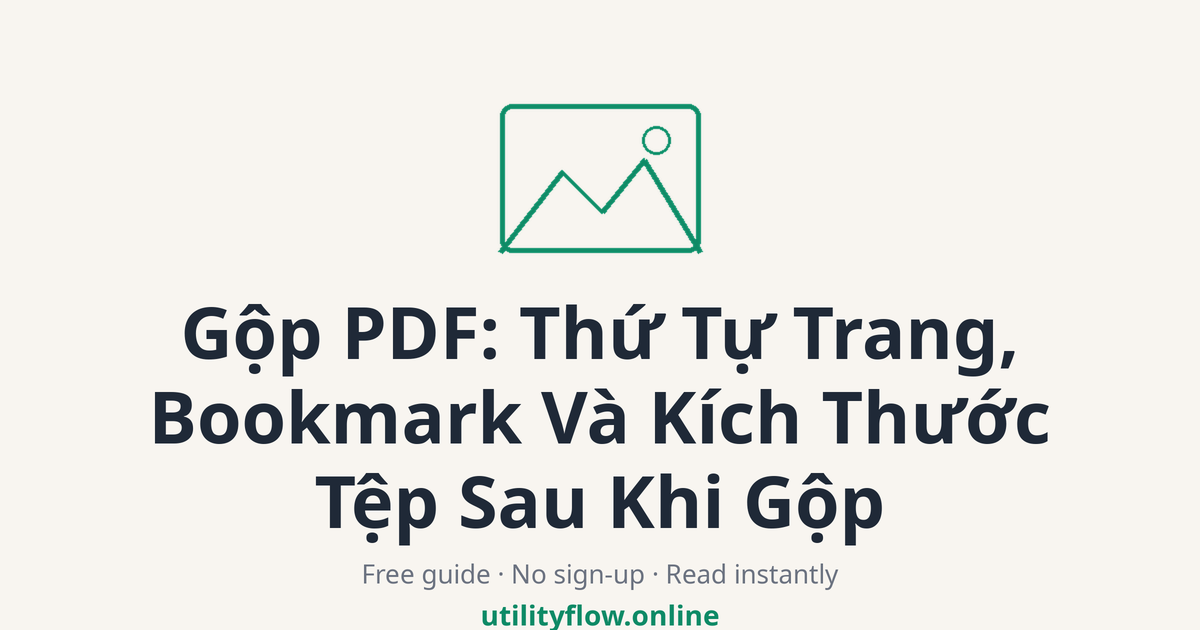 Gộp PDF: Thứ Tự Trang,
Bookmark Và Kích Thước
Tệp Sau Khi Gộp
Free guide · No sign-up · Read instantly
utilityflow.online